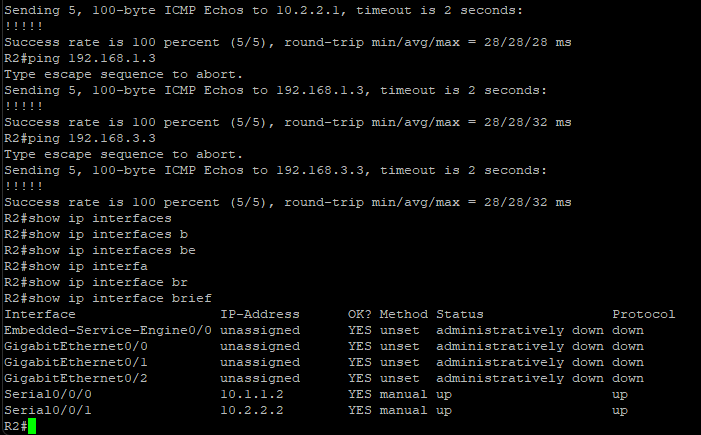 Sending 5, 100-byte ICMP Echos to 10.2.2.1, timeout is 2 seconds:
!!!!!
Success rate is 100 percent (5/5), round-trip min/avg/max = 28/28/28 ms
R2#ping 192.168.1.3
Type escape sequence to abort.
Sending 5, 100-byte ICMP Echos to 192.168.1.3, timeout is 2 seconds:
!!!!!
Success rate is 100 percent (5/5), round-trip min/avg/max = 28/28/32 ms
R2#ping 192.168.3.3
Type escape sequence to abort.
Sending 5, 100-byte ICMP Echos to 192.168.3.3, timeout is 2 seconds:
!!!!!
Success rate is 100 percent (5/5), round-trip min/avg/max = 28/28/32 ms
R2#show ip interfaces
R2#show ip interfaces b
R2#show ip interfaces be
R2#show ip interfa
R2#show ip interface br
R2#show ip interface brief
Interface                  IP-Address      OK? Method Status                Protocol
Embedded-Service-Engine0/0 unassigned      YES unset  administratively down down
GigabitEthernet0/0         unassigned      YES unset  administratively down down
GigabitEthernet0/1         unassigned      YES unset  administratively down down
GigabitEthernet0/2         unassigned      YES unset  administratively down down
Serial0/0/0                10.1.1.2        YES manual up                    up
Serial0/0/1                10.2.2.2        YES manual up                    up
R2#